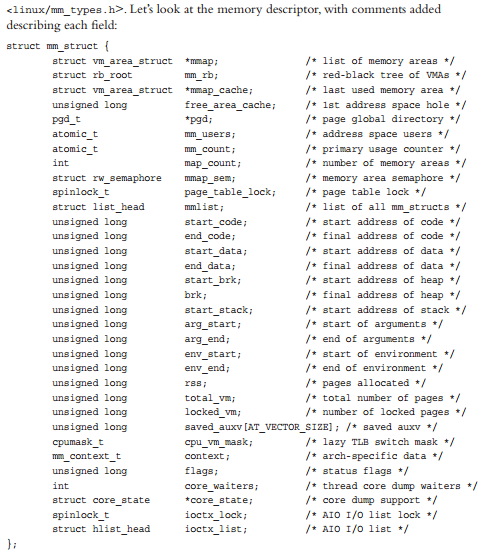 <linux/mm_types.h>. Let's look at the memory descriptor, with comments added
describing each field:
struct mm_struct {
struct vm_area_struct *mmap; /* list of memory areas */
struct rb_root mm_rb; /* red-black tree of VMAs */
struct vm_area_struct *mmap_cache; /* last used memory area */
unsigned long free_area_cache; /* 1st address space hole */
pgd_t *pgd; /* page global directory */
atomic_t mm_users; /* address space users */
atomic_t mm_count; /* primary usage counter */
int map_count; /* number of memory areas */
struct rw_semaphore mmap_sem; /* memory area semaphore */
spinlock_t page_table_lock; /* page table lock */
struct list_head mmlist; /* list of all mm_structs */
unsigned long start_code; /* start address of code */
unsigned long end_code; /* final address of code */
unsigned long start_data; /* start address of data */
unsigned long end_data; /* final address of data */
unsigned long start_brk; /* start address of heap */
unsigned long brk; /* final address of heap */
unsigned long start_stack; /* start address of stack */
unsigned long arg_start; /* start of arguments */
unsigned long arg_end; /* end of arguments */
unsigned long env_start; /* start of environment */
unsigned long env_end; /* end of environment */
unsigned long rss; /* pages allocated */
unsigned long total_vm; /* total number of pages */
unsigned long locked_vm; /* number of locked pages */
unsigned long saved_auxv[AT_VECTOR_SIZE]; /* saved auxv */
cpumask_t cpu_vm_mask; /* lazy TLB switch mask */
mm_context_t context; /* arch-specific data */
unsigned long flags; /* status flags */
int core_waiters; /* thread core dump waiters */
struct core_state *core_state; /* core dump support */
spinlock_t ioctx_lock; /* AIO I/O list lock */
struct hlist_head ioctx_list; /* AIO I/O list */
};